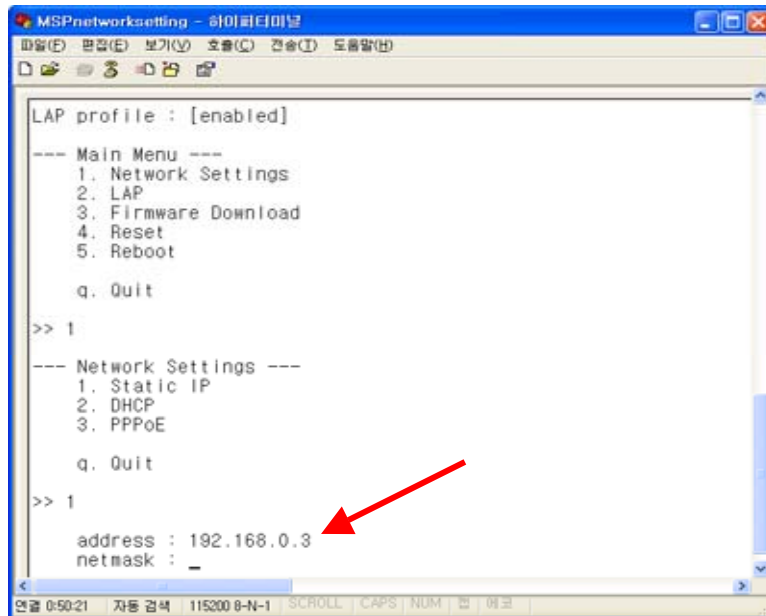 MSPnetworksetting - 하이퍼터미널
파일(F) 편집(E) 보기(V) 호출(C) 전송(T) 도움말(H)
LAP profile : [enabled]
--- Main Menu ---
1. Network Settings
2. LAP
3. Firmware Download
4. Reset
5. Reboot
q. Quit
>> 1
--- Network Settings ---
1. Static IP
2. DHCP
3. PPPoE
q. Quit
>> 1
address : 192.168.0.3
netmask : _
연결 0:50:21 자동 검색 115200 8-N-1 SCROLL CAPS NUM 캡 에코